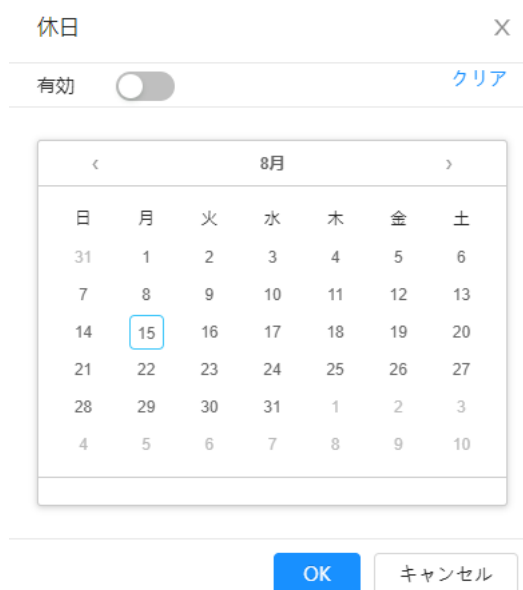 休日 X
有効 クリア
‹ 8月 ›
日 月 火 水 木 金 土
31 1 2 3 4 5 6
7 8 9 10 11 12 13
14 15 16 17 18 19 20
21 22 23 24 25 26 27
28 29 30 31 1 2 3
4 5 6 7 8 9 10
OK キャンセル